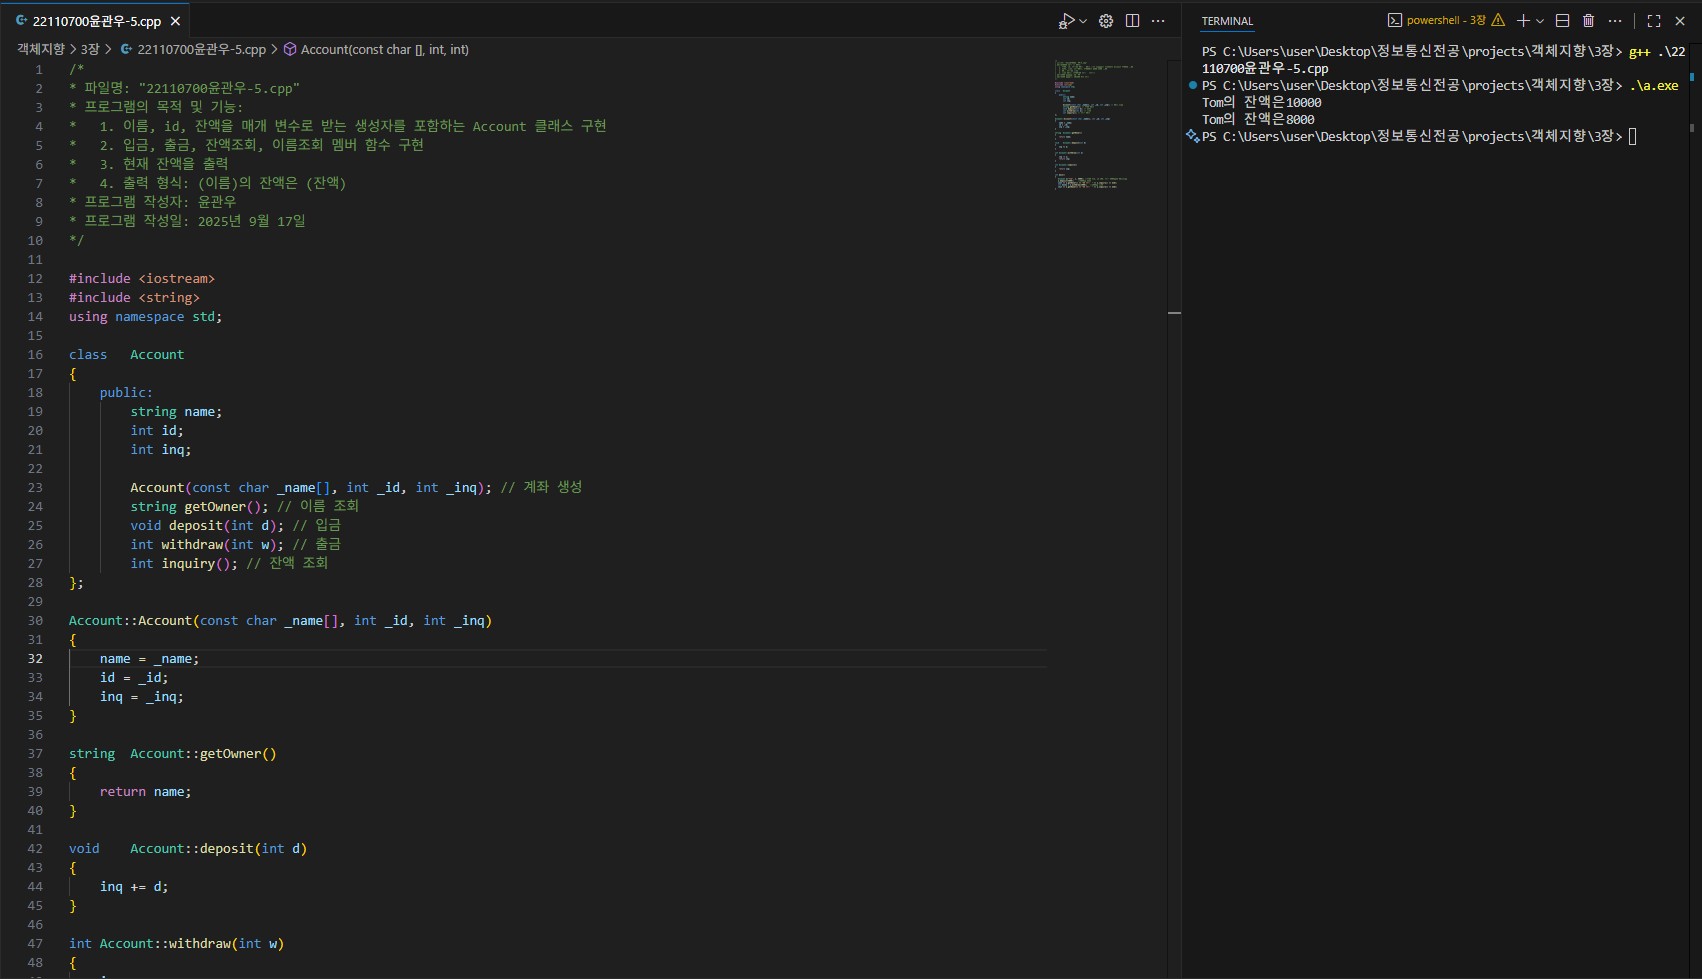 22110700윤관우-5.cpp
객체지향 > 3장 > 22110700윤관우-5.cpp > Account(const char [], int, int)
1 /*
2 * 파일명: "22110700윤관우-5.cpp"
3 * 프로그램의 목적 및 기능:
4 *   1. 이름, id, 잔액을 매개 변수로 받는 생성자를 포함하는 Account 클래스 구현
5 *   2. 입금, 출금, 잔액조회, 이름조회 멤버 함수 구현
6 *   3. 현재 잔액을 출력
7 *   4. 출력 형식: (이름)의 잔액은 (잔액)
8 * 프로그램 작성자: 윤관우
9 * 프로그램 작성일: 2025년 9월 17일
10 */
11
12 #include <iostream>
13 #include <string>
14 using namespace std;
15
16 class   Account
17 {
18     public:
19         string name;
20         int id;
21         int inq;
22
23         Account(const char _name[], int _id, int _inq); // 계좌 생성
24         string getOwner(); // 이름 조회
25         void deposit(int d); // 입금
26         int withdraw(int w); // 출금
27         int inquiry(); // 잔액 조회
28 };
29
30 Account::Account(const char _name[], int _id, int _inq)
31 {
32     name = _name;
33     id = _id;
34     inq = _inq;
35 }
36
37 string  Account::getOwner()
38 {
39     return name;
40 }
41
42 void    Account::deposit(int d)
43 {
44     inq += d;
45 }
46
47 int Account::withdraw(int w)
48 {
TERMINAL
powershell - 3장
PS C:\Users\user\Desktop\정보통신전공\projects\객체지향\3장> g++ .\22
110700윤관우-5.cpp
PS C:\Users\user\Desktop\정보통신전공\projects\객체지향\3장> .\a.exe
Tom의 잔액은10000
Tom의 잔액은8000
PS C:\Users\user\Desktop\정보통신전공\projects\객체지향\3장>